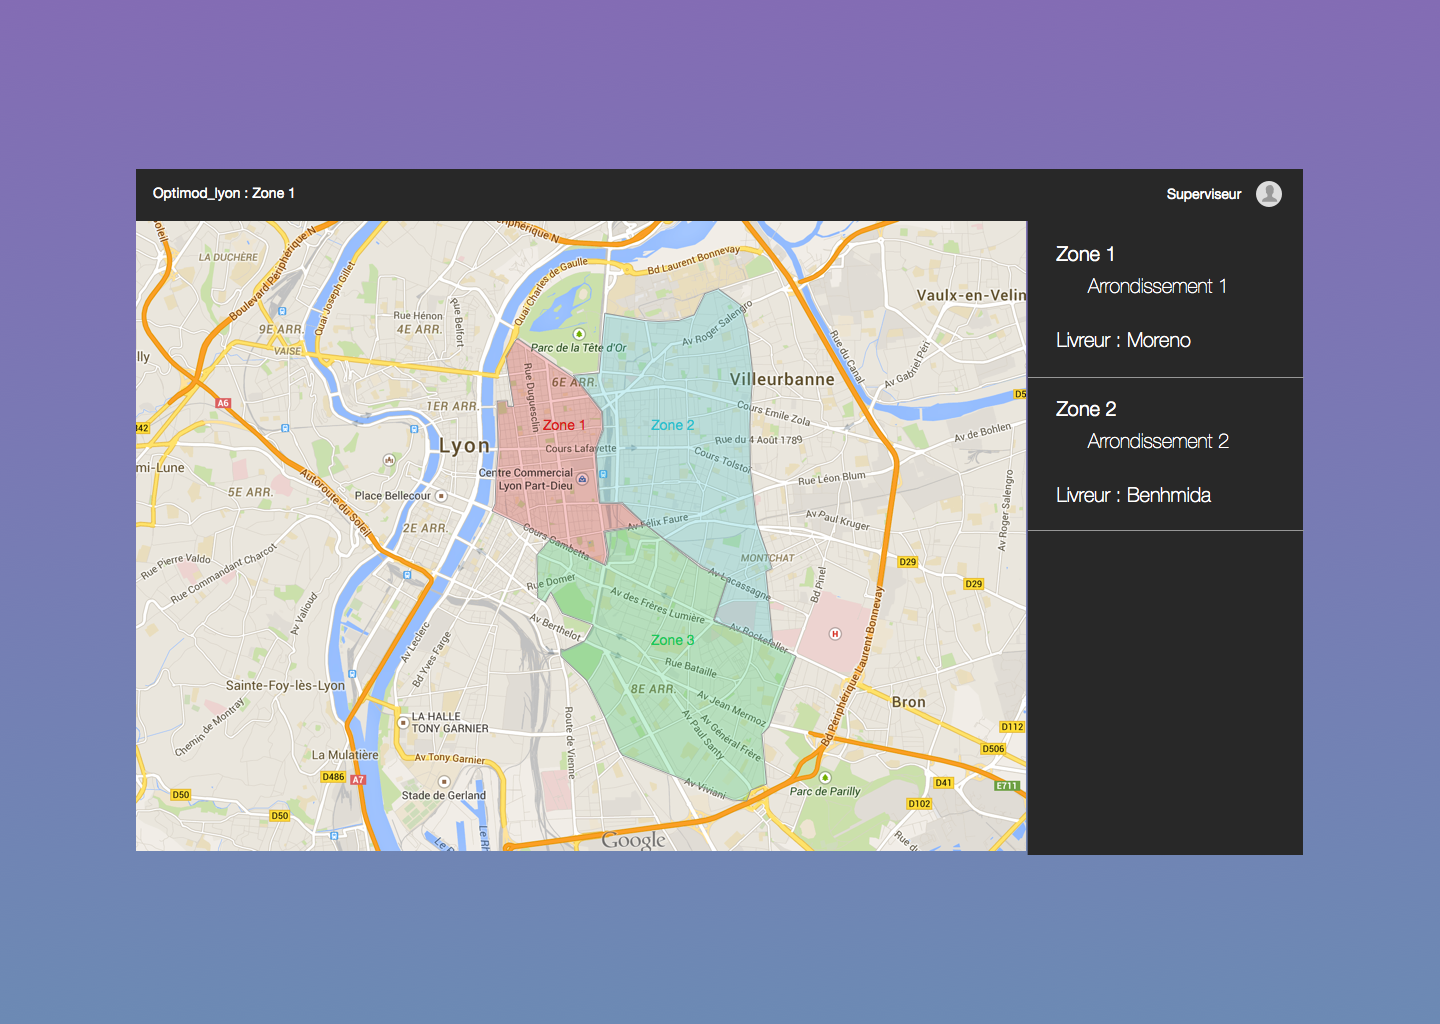 Optimod_lyon : Zone 1
Superviseur
Zone 1
Arrondissement 1
Livreur : Moreno
Zone 2
Arrondissement 2
Livreur : Benhmida
Boulevard Périphérique N
LA DUCHÈRE
Quai Joseph Gillet
9E ARR.
VAISE
Rue Hénon
4E ARR.
Rue Belfort
Quai Charles de Gaulle
Bd Laurent Bonnevay
Parc de la Tête d'Or
Av Roger Salengro
Vaulx-en-Velin
Rue du Canal
Av Gabriel Péri
Villeurbanne
6E ARR.
Rue Duguesclin
1ER ARR.
A6
Lyon
Zone 1
Zone 2
Cours Emile Zola
Rue du 4 Août 1789
Av de Bohlen
Cours Lafayette
Cours Tolstoï
Centre Commercial
Lyon Part-Dieu
Rue Léon Blum
Av Roger Salengro
Autoroute du Soleil
5E ARR.
Place Bellecour
2E ARR.
Av Félix Faure
Av Paul Kruger
Cours Gambetta
MONTCHAT
D29
D29
Rue Pierre Valdo
Rue Commandant Charcot
Av Valioud
Rue Domer
Av Lacassagne
Bd Pinel
Av des Frères Lumière
Av Berthelot
Av Rockefeller
H
Av Leclerc
Bd Yves Farge
Zone 3
Rue Bataille
8E ARR.
Bd Périphérique Laurent Bonnevay
Sainte-Foy-lès-Lyon
Chemin de Montray
LA HALLE
TONY GARNIER
Route de Vienne
Av Jean Mermoz
Av Général Frère
Av Paul Santy
Bron
D112
D506
La Mulatière
Av Tony Garnier
D486
A7
Stade de Gerland
Av Viviani
Parc de Parilly
D41
E711
D102
D50
D50
Google